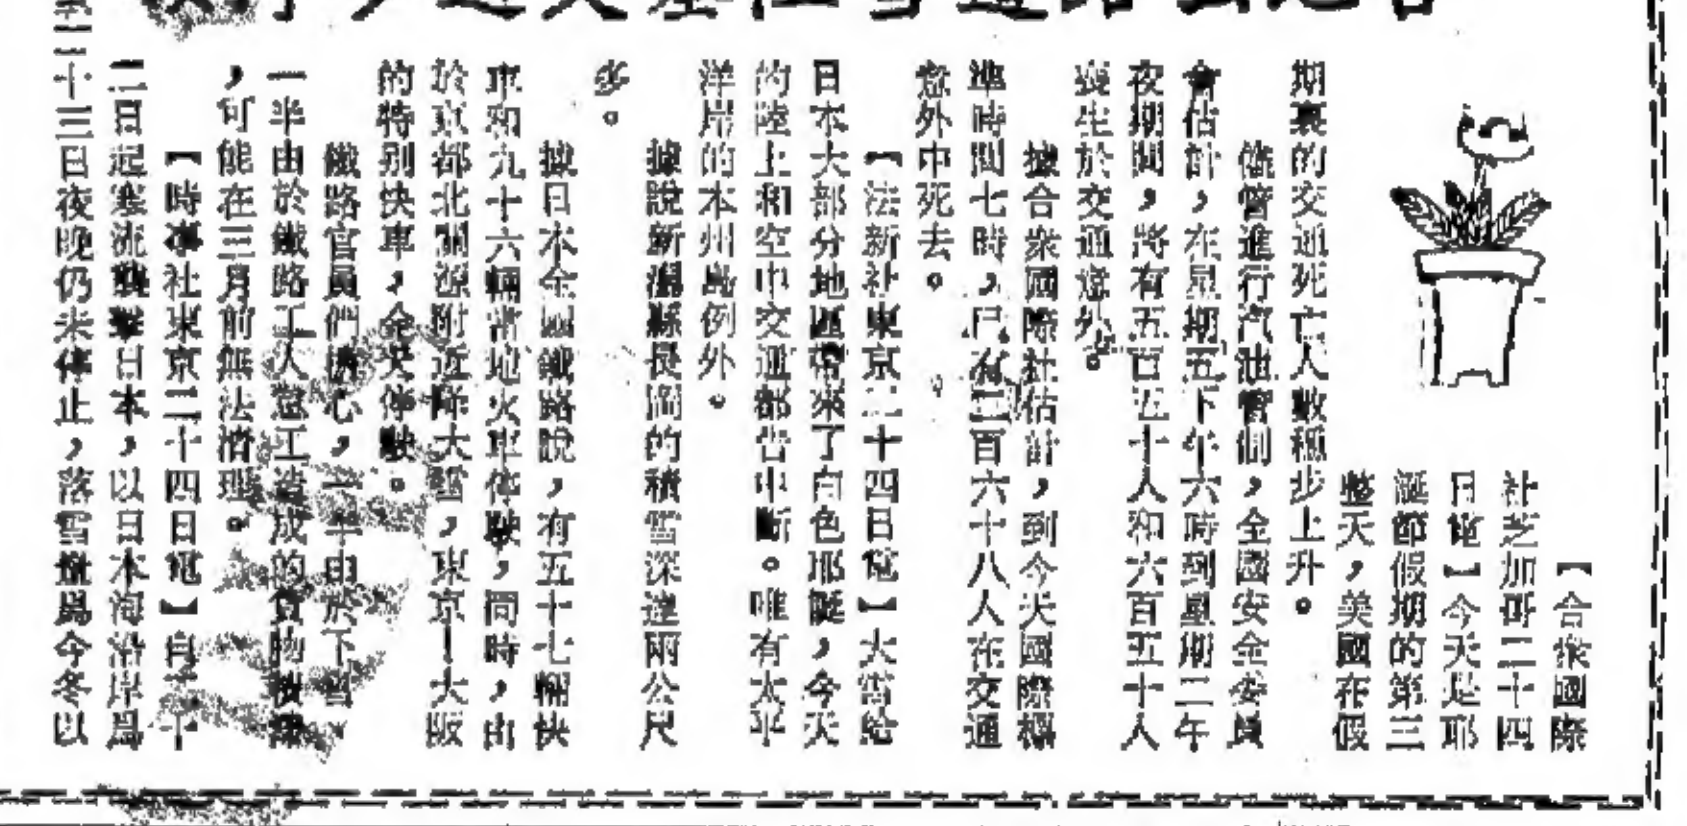 【合衆國際
社芝加哥二十四
日電】今天是耶
誕節假期的第三
整天，美國在假
期裏的交通死亡人數穩步上升。
儘管進行汽油管制，全國安全委員
會估計，在星期五下午六時到星期二午
夜期間，將有五百五十人和六百五十人
喪生於交通意外。
據合衆國際社估計，到今天國際標
準時間七時，已有三百六十八人在交通
意外中死去。
【法新社東京二十四日電】大雪給
日本大部分地區帶來了白色耶誕，今天
的陸上和空中交通都告中斷。唯有太平
洋岸的本州島例外。
據說新潟縣長岡的積雪深達兩公尺
多。
據日本全國鐵路說，有五十七輛快
車和九十六輛當地火車停駛，同時，由
於京都北關源附近降大雪，東京－大阪
的特別快車，全天停駛。
鐵路官員們擔心，一半由於下雪
一半由於鐵路工人怠工造成的貨物積
，可能在三月前無法清理。
【時事社東京二十四日電】自二十
二日起寒流襲擊日本，以日本海沿岸爲
二十三日夜晚仍未停止，落雪量爲今冬以